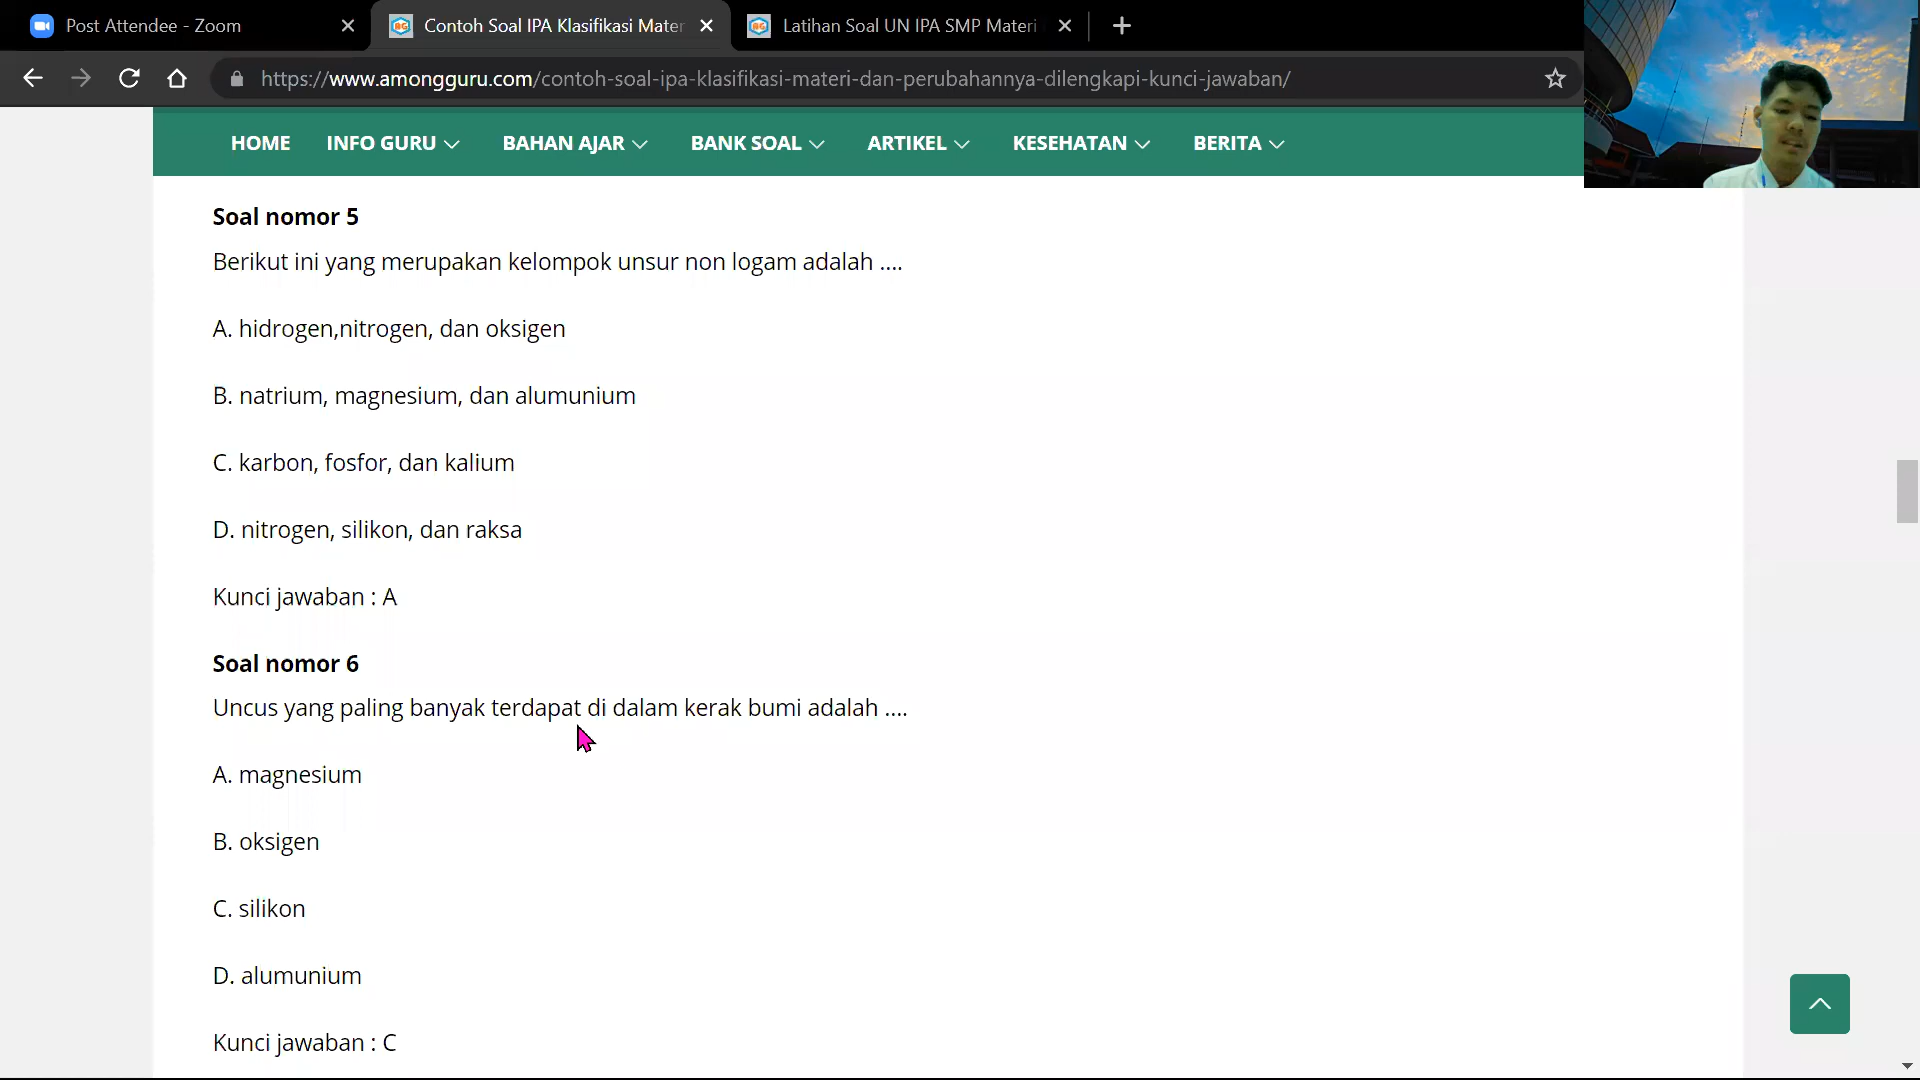 Post Attendee - Zoom
Contoh Soal IPA Klasifikasi Mater
Latihan Soal UN IPA SMP Materi
https://www.amongguru.com/contoh-soal-ipa-klasifikasi-materi-dan-perubahannya-dilengkapi-kunci-jawaban/
HOME INFO GURU BAHAN AJAR BANK SOAL ARTIKEL KESEHATAN BERITA
Soal nomor 5
Berikut ini yang merupakan kelompok unsur non logam adalah ....
A. hidrogen,nitrogen, dan oksigen
B. natrium, magnesium, dan alumunium
C. karbon, fosfor, dan kalium
D. nitrogen, silikon, dan raksa
Kunci jawaban : A
Soal nomor 6
Uncus yang paling banyak terdapat di dalam kerak bumi adalah ....
A. magnesium
B. oksigen
C. silikon
D. alumunium
Kunci jawaban : C